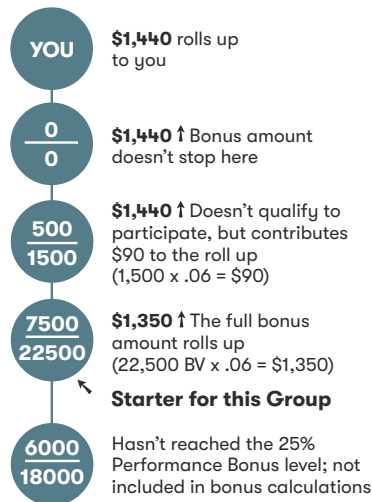 YOU
$1,440 rolls up
to you
0
0
$1,440 ↑ Bonus amount
doesn't stop here
500
1500
$1,440 ↑ Doesn't qualify to
participate, but contributes
$90 to the roll up
(1,500 x .06 = $90)
7500
22500
$1,350 ↑ The full bonus
amount rolls up
(22,500 BV x .06 = $1,350)
Starter for this Group
6000
18000
Hasn't reached the 25%
Performance Bonus level; not
included in bonus calculations